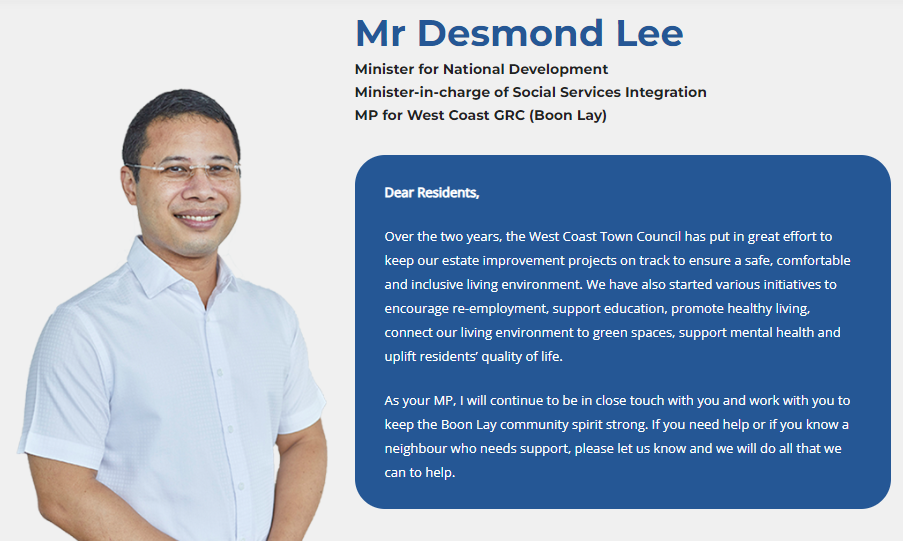 Mr Desmond Lee
Minister for National Development
Minister-in-charge of Social Services Integration
MP for West Coast GRC (Boon Lay)
Dear Residents,
Over the two years, the West Coast Town Council has put in great effort to
keep our estate improvement projects on track to ensure a safe, comfortable
and inclusive living environment. We have also started various initiatives to
encourage re-employment, support education, promote healthy living,
connect our living environment to green spaces, support mental health and
uplift residents’ quality of life.
As your MP, I will continue to be in close touch with you and work with you to
keep the Boon Lay community spirit strong. If you need help or if you know a
neighbour who needs support, please let us know and we will do all that we
can to help.